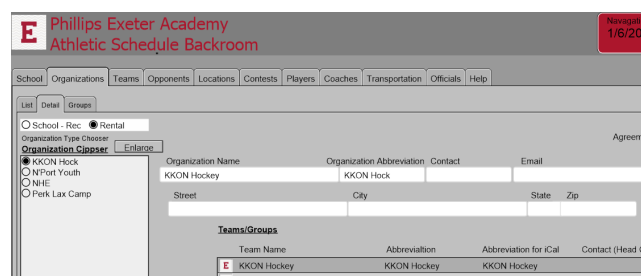 E Phillips Exeter Academy
Athletic Schedule Backroom
1/6/20
School Organizations Teams Opponents Locations Contests Players Coaches Transportation Officials Help
List Detail Groups
School - Rec Rental
Organization Type Chooser
Organization Cjppser Enlarge
KKON Hock
N'Port Youth
NHE
Perk Lax Camp
Organization Name Organization Abbreviation Contact Email
KKON Hockey KKON Hock
Street City State Zip
Teams/Groups
Team Name Abbrevialtion Abbreviation for iCal Contact (Head
E KKON Hockey KKON Hockey KKON Hockey